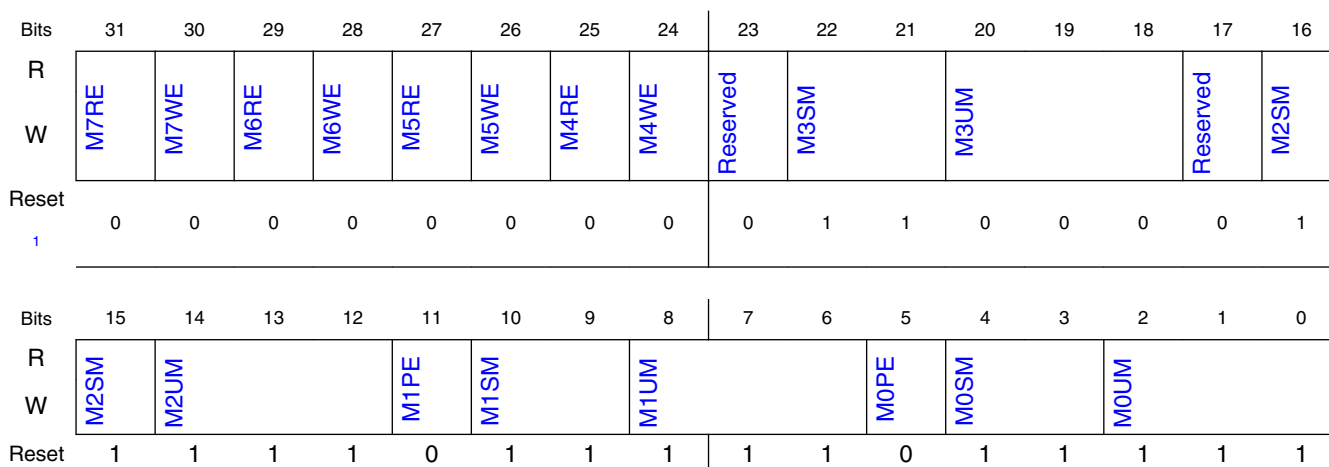 Bits 31 30 29 28 27 26 25 24 23 22 21 20 19 18 17 16
R
W
M7RE M7WE M6RE M6WE M5RE M5WE M4RE M4WE Reserved M3SM M3UM Reserved M2SM
Reset
1
0 0 0 0 0 0 0 0 0 1 1 0 0 0 0 1
Bits 15 14 13 12 11 10 9 8 7 6 5 4 3 2 1 0
R
W
M2SM M2UM M1PE M1SM M1UM M0PE M0SM M0UM
Reset 1 1 1 1 0 1 1 1 1 1 0 1 1 1 1 1